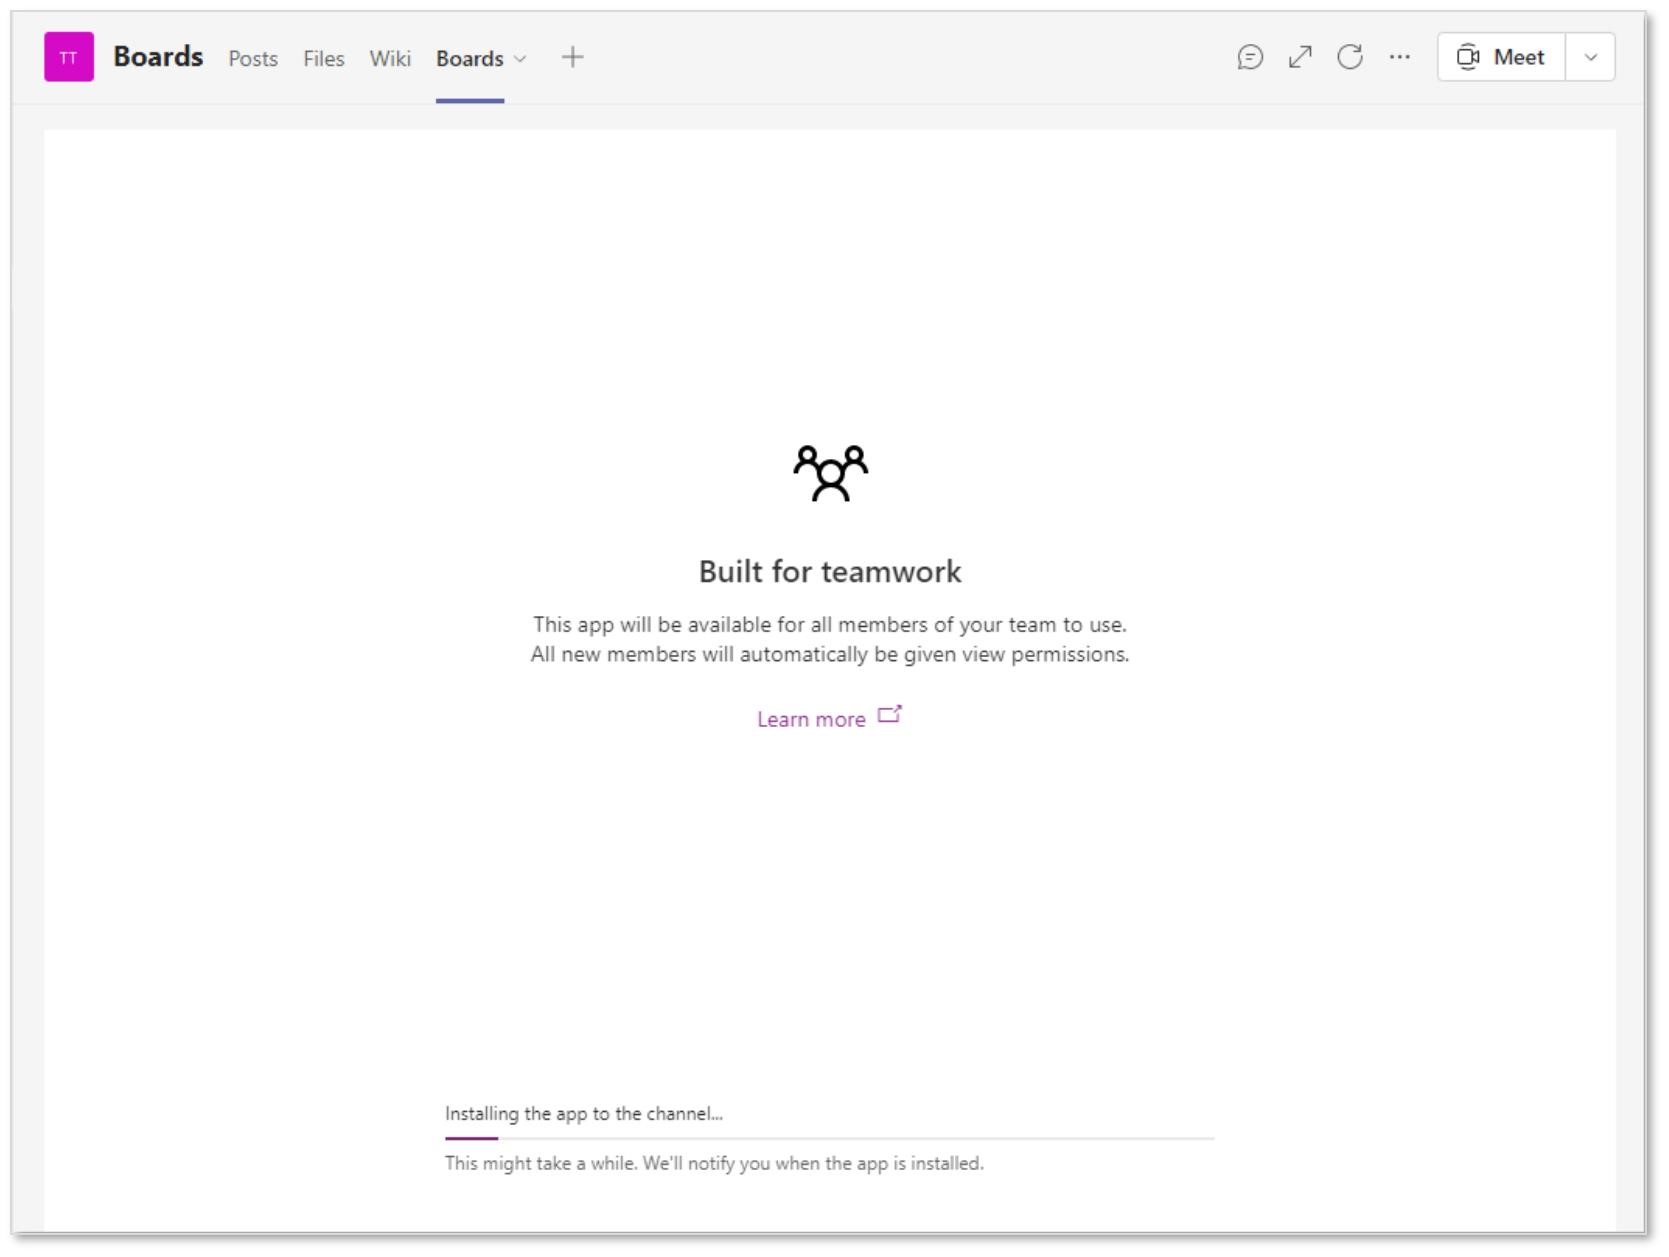 TT
Boards Posts Files Wiki Boards Meet
Built for teamwork
This app will be available for all members of your team to use.
All new members will automatically be given view permissions.
Learn more
Installing the app to the channel...
This might take a while. We'll notify you when the app is installed.